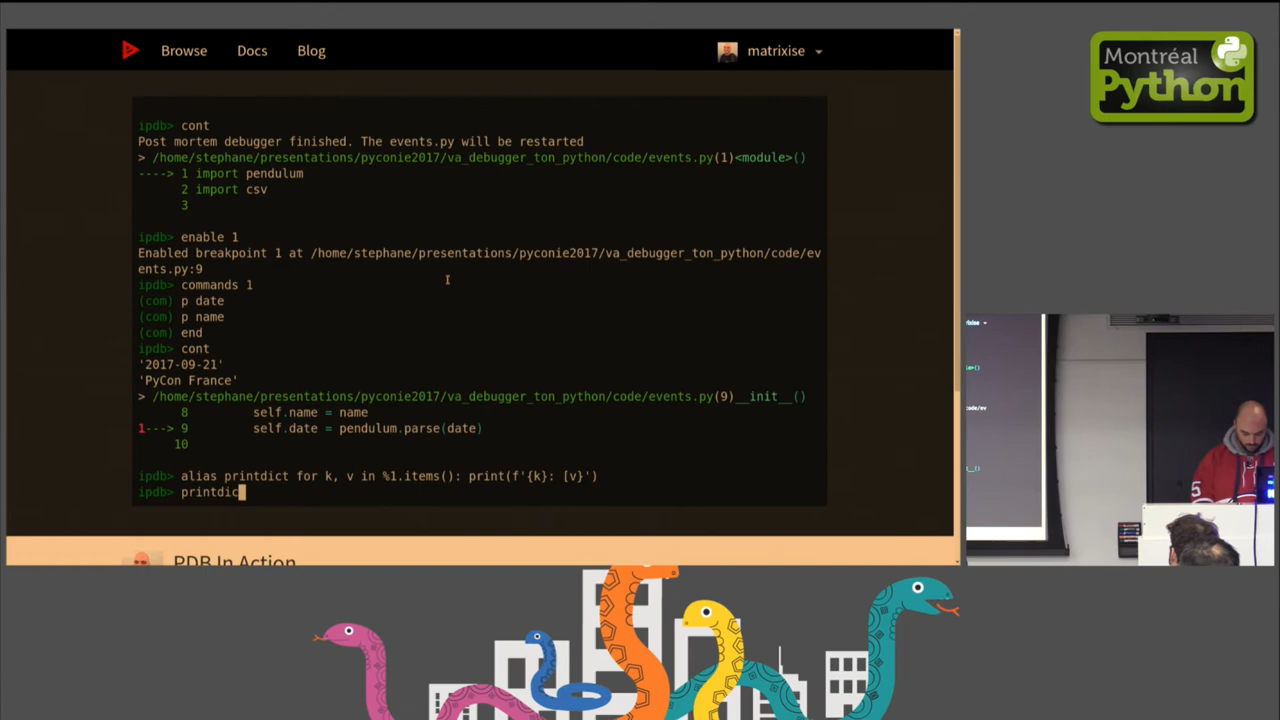 Browse Docs Blog matrixise
ipdb> cont
Post mortem debugger finished. The events.py will be restarted
> /home/stephane/presentations/pyconie2017/va_debugger_ton_python/code/events.py(1)<module>()
----> 1 import pendulum
2 import csv
3
ipdb> enable 1
Enabled breakpoint 1 at /home/stephane/presentations/pyconie2017/va_debugger_ton_python/code/ev
ents.py:9
ipdb> commands 1
(com) p date
(com) p name
(com) end
ipdb> cont
'2017-09-21'
'PyCon France'
> /home/stephane/presentations/pyconie2017/va_debugger_ton_python/code/events.py(9)__init__()
8 self.name = name
1---> 9 self.date = pendulum.parse(date)
10
ipdb> alias printdict for k, v in %1.items(): print(f'{k}: [v}')
ipdb> printdic
PDB In Action
Montréal
Python
5